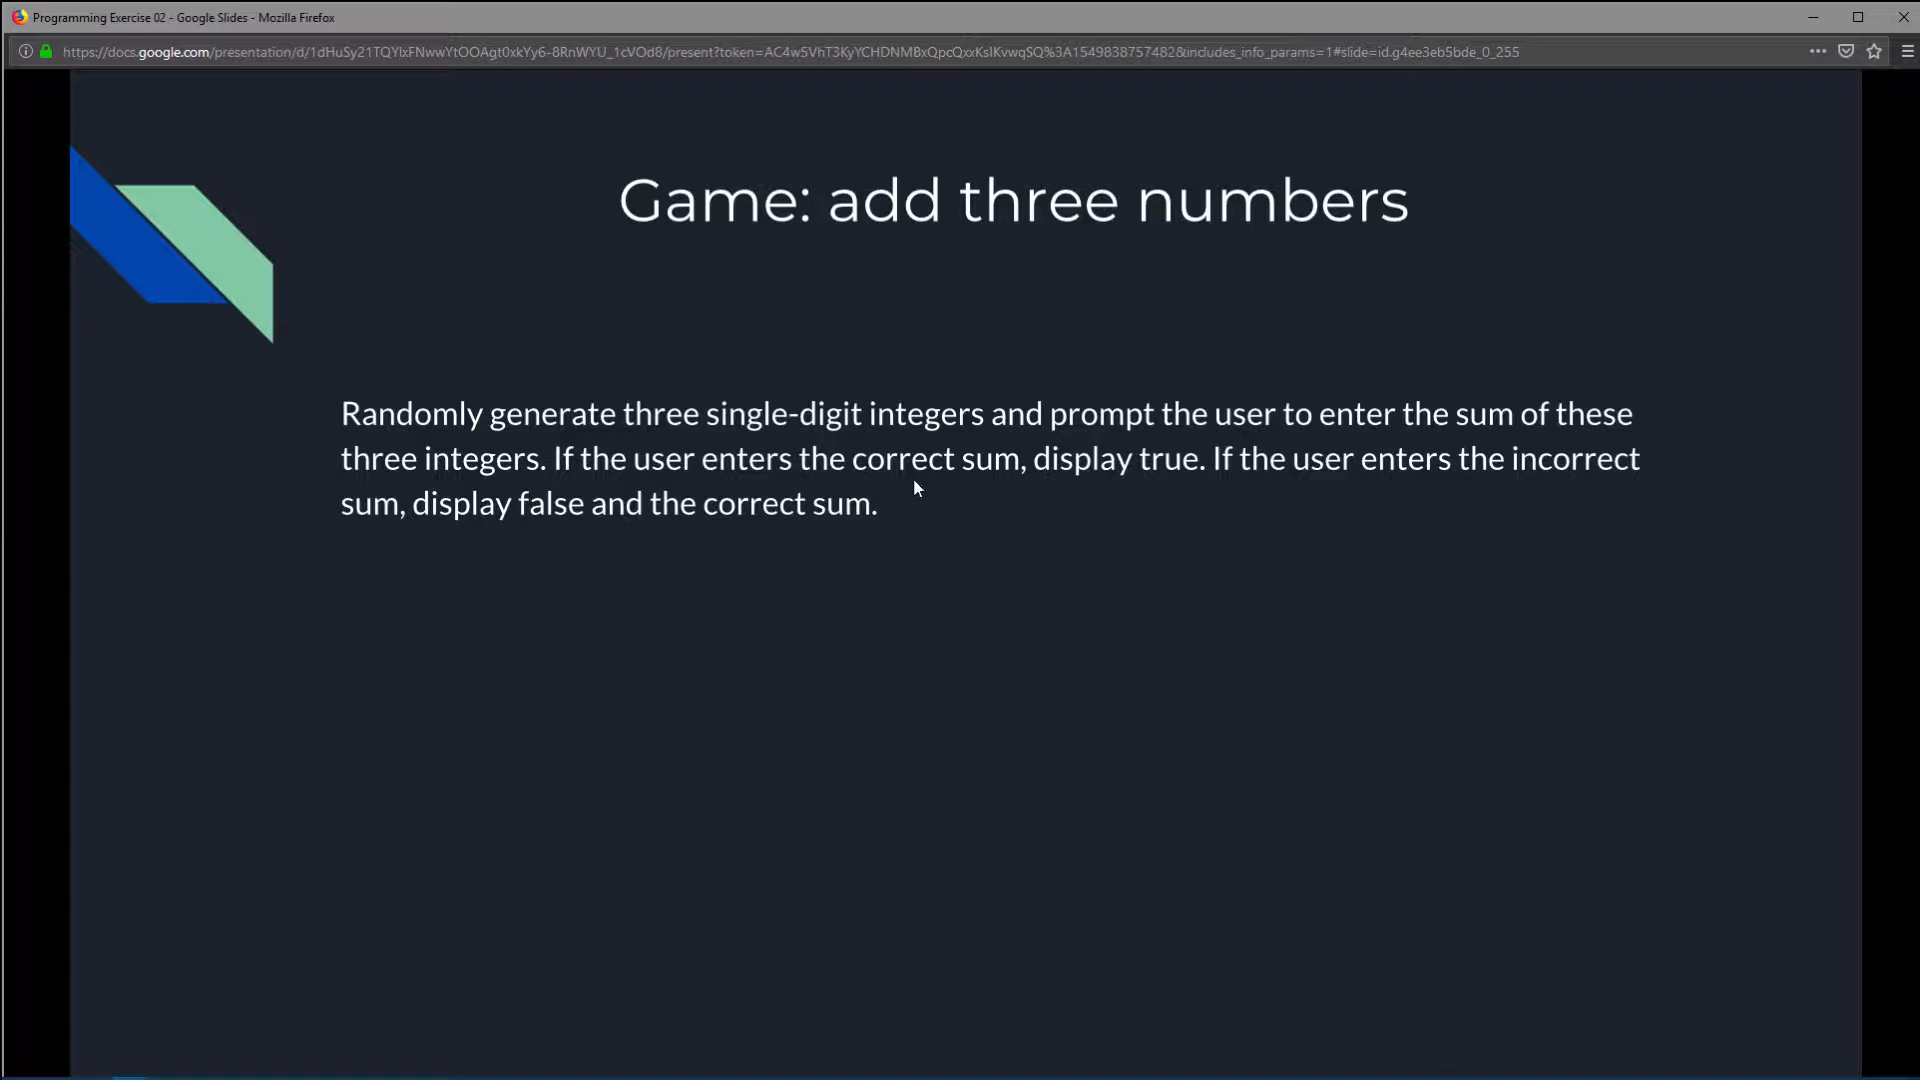 Programming Exercise 02 - Google Slides - Mozilla Firefox
https://docs.google.com/presentation/d/1dHuSy21TQYlxFNwwYtOOAgt0xkYy6-8RnWYU_1cVOd8/present?token=AC4w5VhT3KyYCHDNMBxQpcQxxKsIKvwqSQ%3A1549838757482&includes_info_params=1#slide=id.g4ee3eb5bde_0_255
Game: add three numbers
Randomly generate three single-digit integers and prompt the user to enter the sum of these
three integers. If the user enters the correct sum, display true. If the user enters the incorrect
sum, display false and the correct sum.